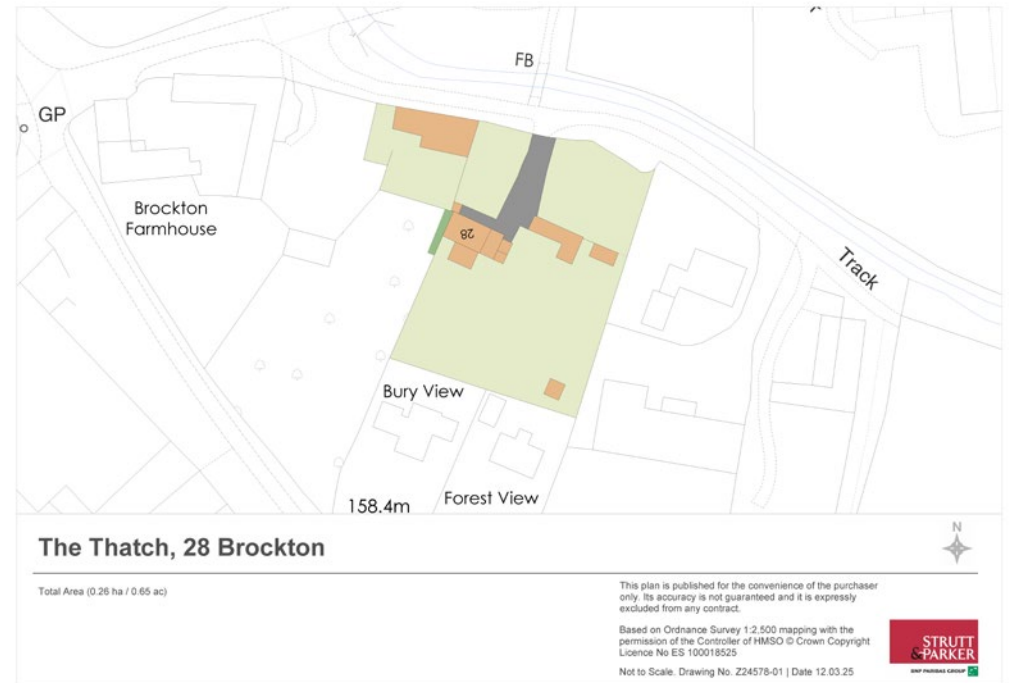 FB
GP
Brockton
Farmhouse
28
Track
Bury View
Forest View
158.4m
The Thatch, 28 Brockton
N
Total Area (0.26 ha / 0.65 ac)
This plan is published for the convenience of the purchaser
only. Its accuracy is not guaranteed and it is expressly
excluded from any contract.
Based on Ordnance Survey 1:2,500 mapping with the
permission of the Controller of HMSO © Crown Copyright
Licence No ES 100018525
Not to Scale. Drawing No. Z24578-01 | Date 12.03.25
STRUTT
&PARKER
BNP PARIBAS GROUP